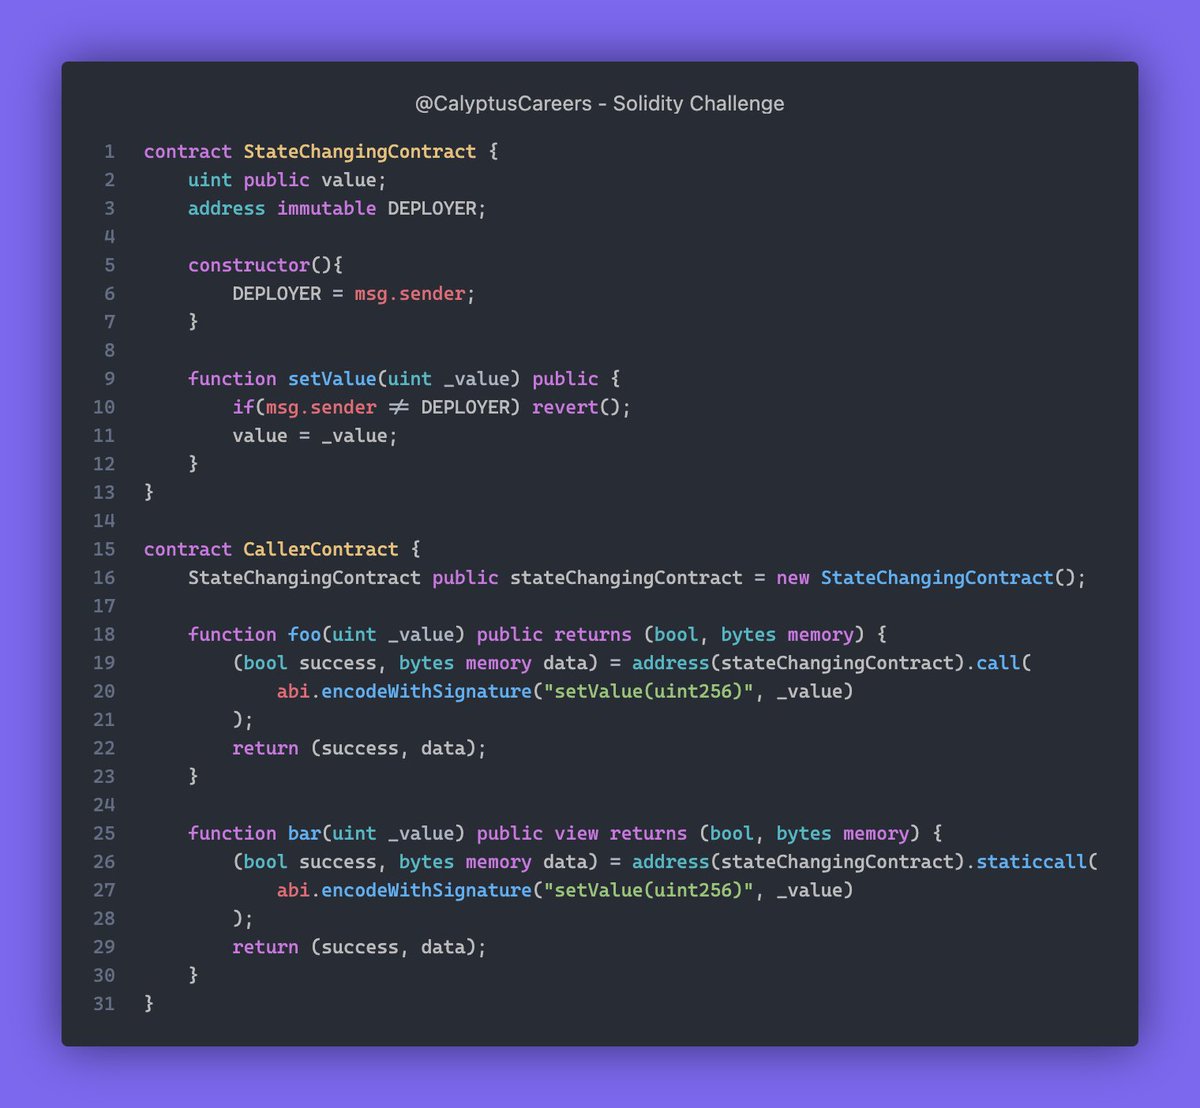 @CalyptusCareers - Solidity Challenge
1 contract StateChangingContract {
2     uint public value;
3     address immutable DEPLOYER;
4
5     constructor(){
6         DEPLOYER = msg.sender;
7     }
8
9     function setValue(uint _value) public {
10         if(msg.sender ≠ DEPLOYER) revert();
11         value = _value;
12     }
13 }
14
15 contract CallerContract {
16     StateChangingContract public stateChangingContract = new StateChangingContract();
17
18     function foo(uint _value) public returns (bool, bytes memory) {
19         (bool success, bytes memory data) = address(stateChangingContract).call(
20             abi.encodeWithSignature("setValue(uint256)", _value)
21         );
22         return (success, data);
23     }
24
25     function bar(uint _value) public view returns (bool, bytes memory) {
26         (bool success, bytes memory data) = address(stateChangingContract).staticcall(
27             abi.encodeWithSignature("setValue(uint256)", _value)
28         );
29         return (success, data);
30     }
31 }